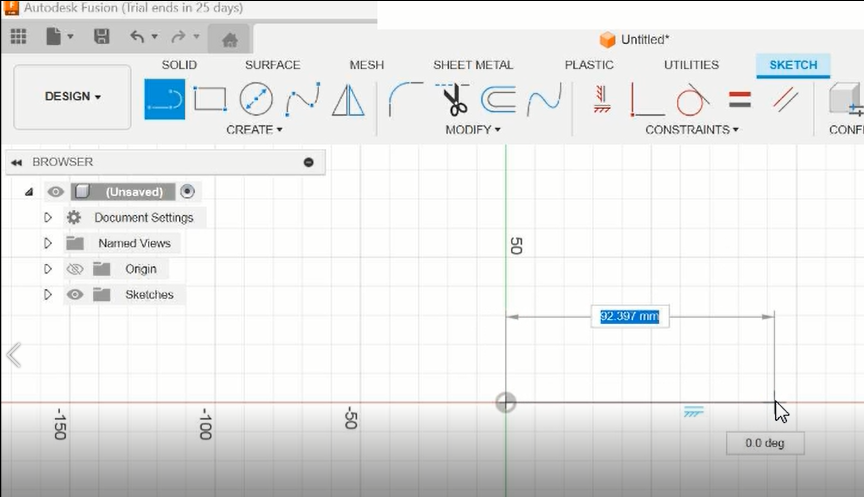 Autodesk Fusion (Trial ends in 25 days)
Untitled*
SOLID SURFACE MESH SHEET METAL PLASTIC UTILITIES SKETCH
DESIGN
CREATE MODIFY CONSTRAINTS
BROWSER
(Unsaved)
Document Settings
Named Views
Origin
Sketches
50
92.397 mm
-150 -100 -50
0.0 deg